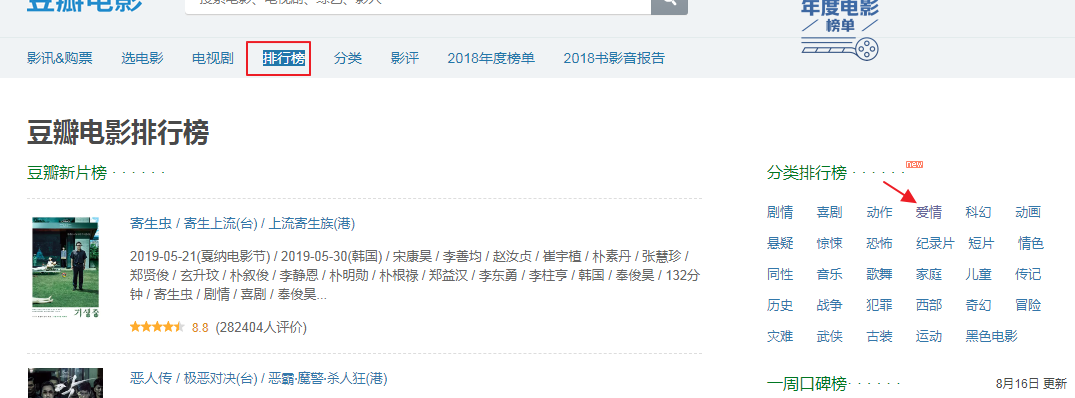 豆瓣电影
搜索电影、电视剧、综艺、影人
年度电影
榜单
影讯&购票 选电影 电视剧 排行榜 分类 影评 2018年度榜单 2018书影音报告
豆瓣电影排行榜
豆瓣新片榜 · · · · · ·
寄生虫 / 寄生上流(台) / 上流寄生族(港)
2019-05-21(戛纳电影节) / 2019-05-30(韩国) / 宋康昊 / 李善均 / 赵汝贞 / 崔宇植 / 朴素丹 / 张慧珍 /
郑贤俊 / 玄升玟 / 朴叙俊 / 李静恩 / 朴明勋 / 朴根禄 / 郑益汉 / 李东勇 / 李柱亨 / 韩国 / 奉俊昊 / 132分
钟 / 寄生虫 / 剧情 / 喜剧 / 奉俊昊...
8.8 (282404人评价)
기생충
恶人传 / 极恶对决(台) / 恶霸·魔警·杀人狂(港)
分类排行榜 · · · · · · new
剧情 喜剧 动作 爱情 科幻 动画
悬疑 惊悚 恐怖 纪录片 短片 情色
同性 音乐 歌舞 家庭 儿童 传记
历史 战争 犯罪 西部 奇幻 冒险
灾难 武侠 古装 运动 黑色电影
一周口碑榜 · · · · · · 8月16日 更新